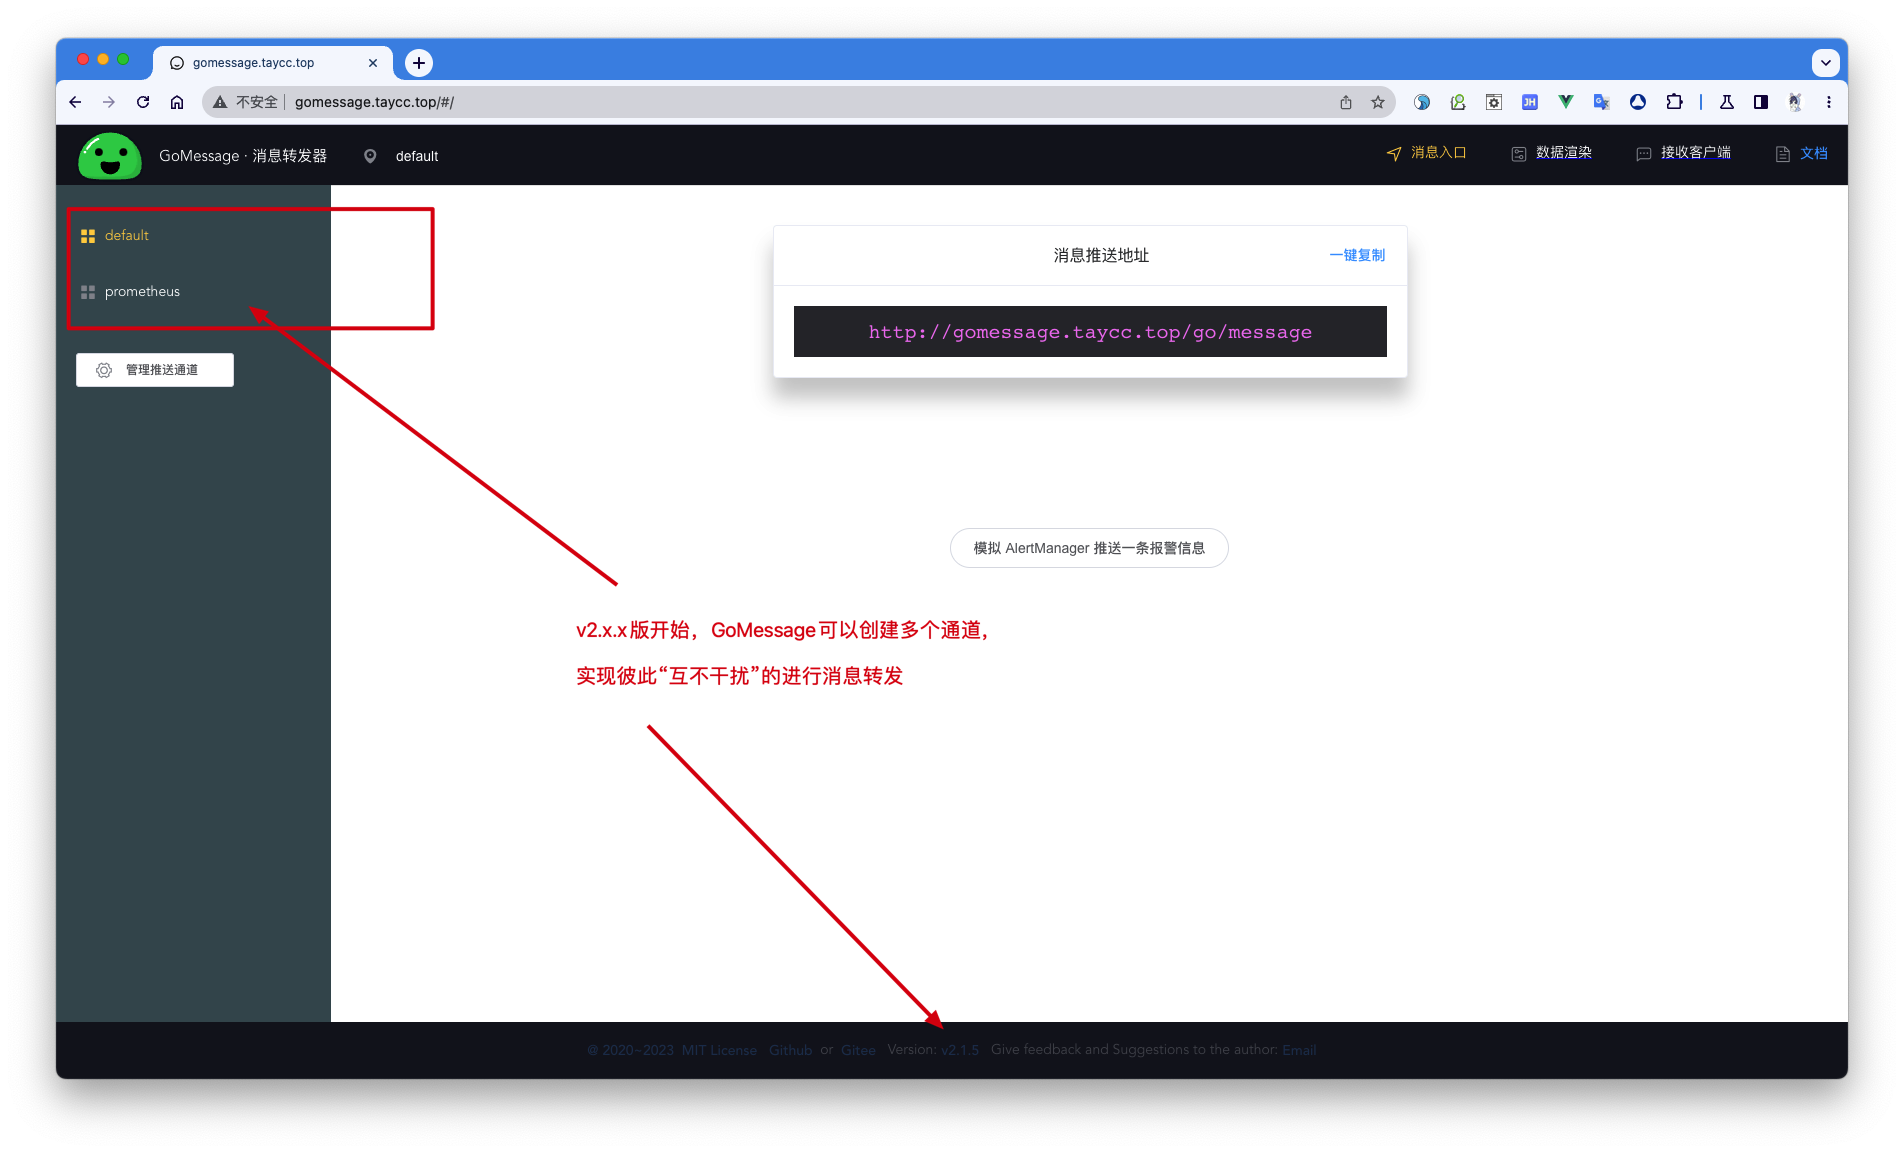 gomessage.taycc.top
不安全 gomessage.taycc.top/#/
GoMessage · 消息转发器 default 消息入口 数据渲染 接收客户端 文档
default
prometheus
管理推送通道
消息推送地址 一键复制
http://gomessage.taycc.top/go/message
模拟 AlertManager 推送一条报警信息
v2.x.x版开始，GoMessage可以创建多个通道，
实现彼此“互不干扰”的进行消息转发
@ 2020~2023 MIT License Github or Gitee Version: v2.1.5 Give feedback and Suggestions to the author: Email
JH